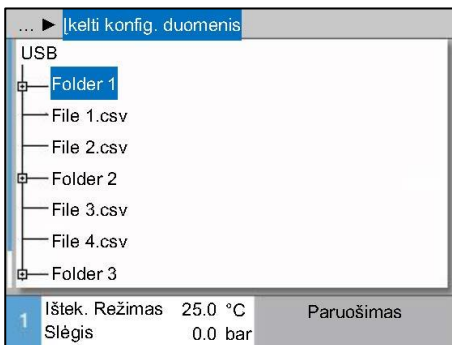 ... ► Įkelti konfig. duomenis
USB
Folder 1
File 1.csv
File 2.csv
Folder 2
File 3.csv
File 4.csv
Folder 3
1 Ištek. Režimas 25.0 °C Paruošimas
Slėgis 0.0 bar